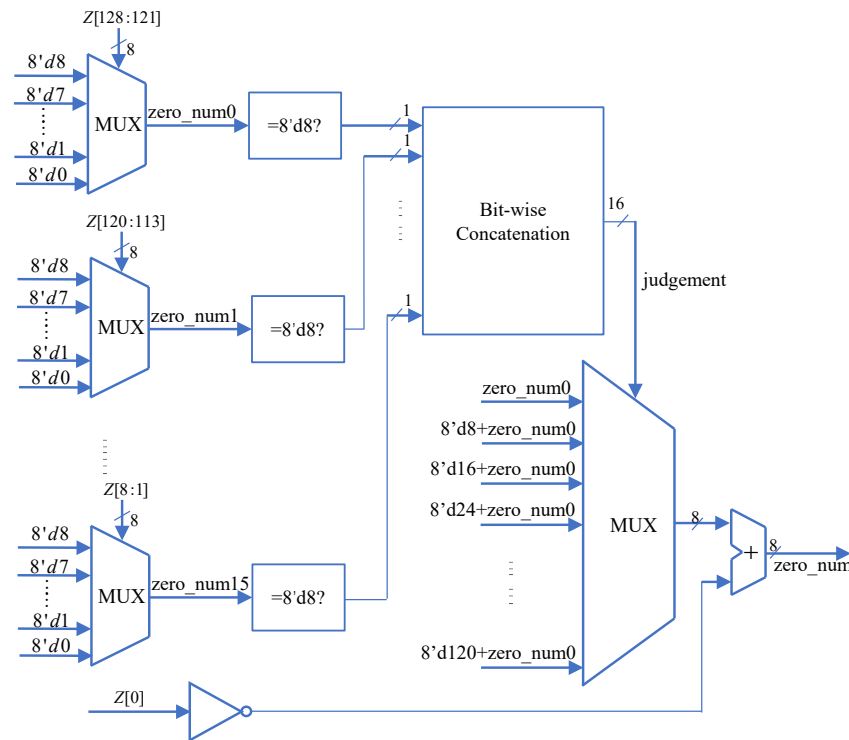 Z[128:121]
8
8'd8
8'd7
8'd1
8'd0
MUX
zero_num0
=8'd8?
1
Z[120:113]
8
8'd8
8'd7
8'd1
8'd0
MUX
zero_num1
=8'd8?
1
Z[8:1]
8
8'd8
8'd7
8'd1
8'd0
MUX
zero_num15
=8'd8?
1
Bit-wise
Concatenation
16
judgement
zero_num0
8'd8+zero_num0
8'd16+zero_num0
8'd24+zero_num0
8'd120+zero_num0
MUX
8
+
8
zero_num
Z[0]